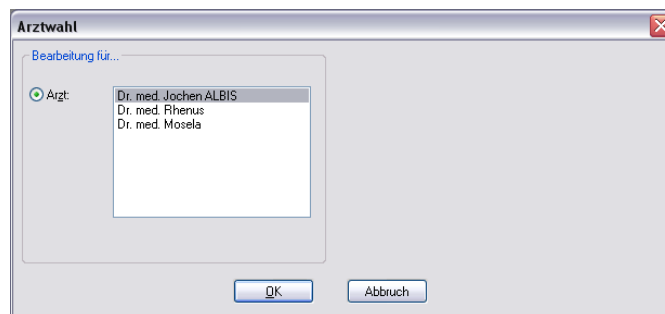 Arztwahl
Bearbeitung für...
Arzt:
Dr. med. Jochen ALBIS
Dr. med. Rhenus
Dr. med. Mosela
OK
Abbruch